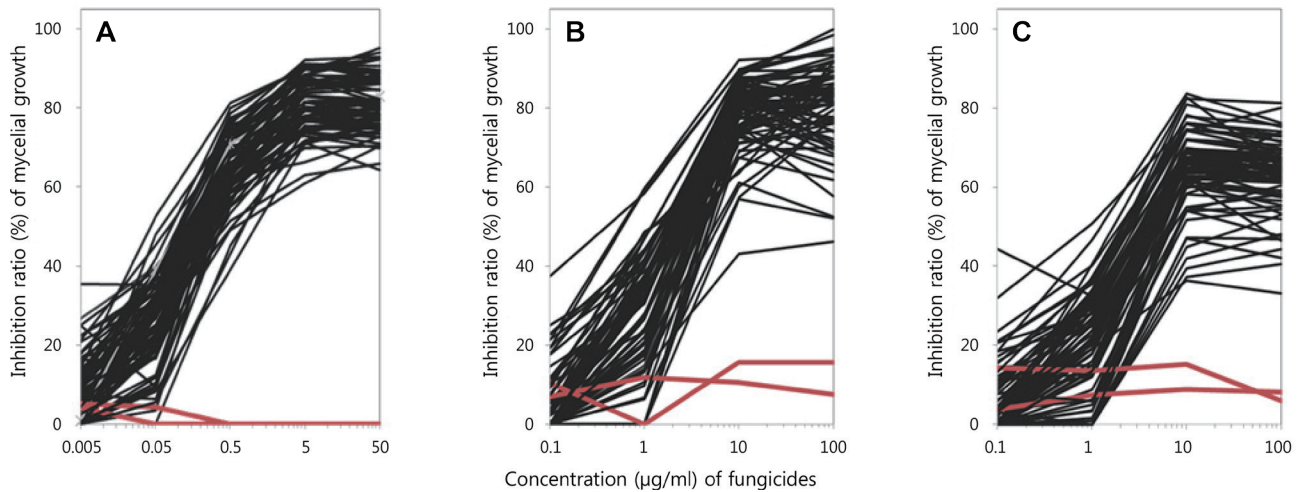 A
Inhibition ratio (%) of mycelial growth
100
80
60
40
20
0
0.005 0.05 0.5 5 50
B
Inhibition ratio (%) of mycelial growth
100
80
60
40
20
0
0.1 1 10 100
C
Inhibition ratio (%) of mycelial growth
100
80
60
40
20
0
0.1 1 10 100
Concentration (μg/ml) of fungicides